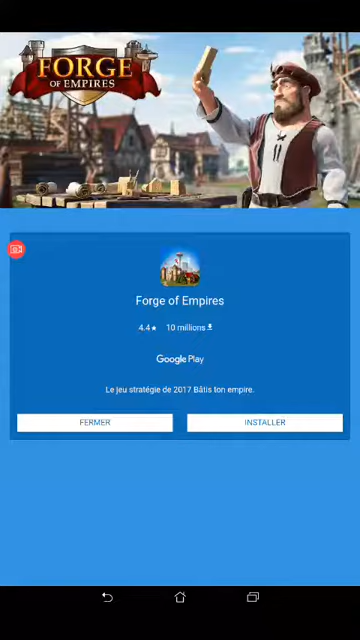 FORGE
OF EMPIRES
Forge of Empires
4.4★ 10 millions
Google Play
Le jeu stratégie de 2017 Bâtis ton empire.
FERMER INSTALLER